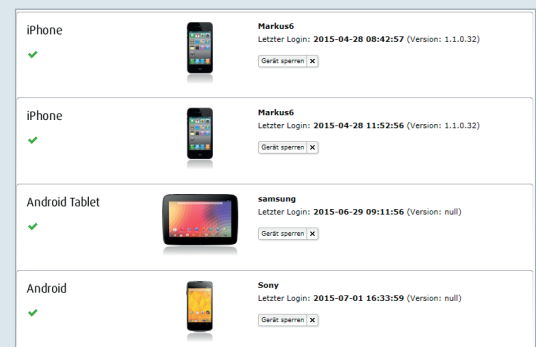 iPhone
Markus6
Letzter Login: 2015-04-28 08:42:57 (Version: 1.1.0.32)
Gerät sperren X
iPhone
Markus6
Letzter Login: 2015-04-28 11:52:56 (Version: 1.1.0.32)
Gerät sperren X
Android Tablet
samsung
Letzter Login: 2015-06-29 09:11:56 (Version: null)
Gerät sperren X
Android
Sony
Letzter Login: 2015-07-01 16:33:59 (Version: null)
Gerät sperren X